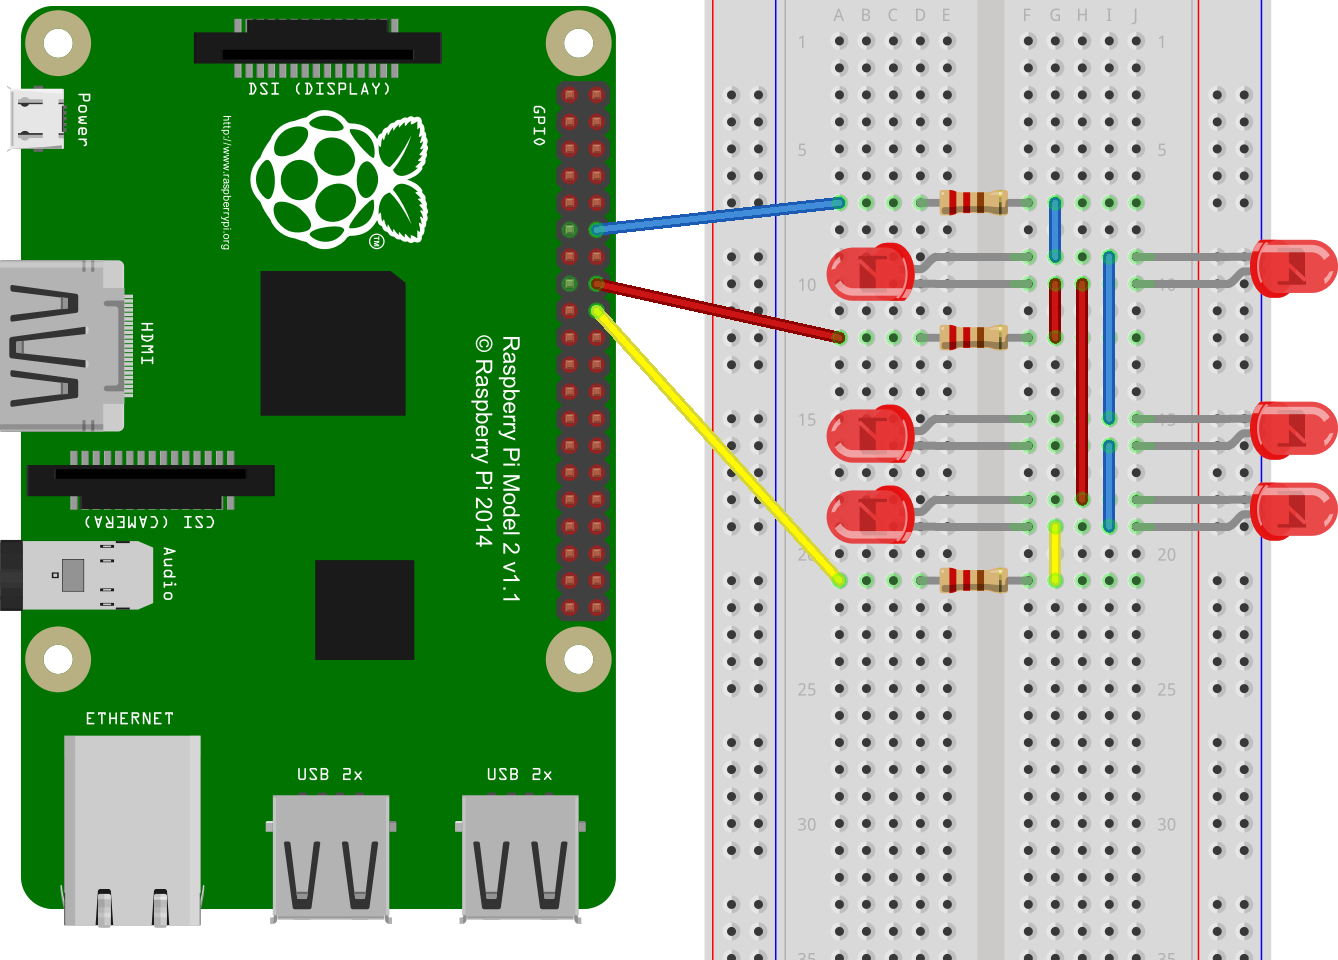 DSI (DISPLAY)
Power
http://www.raspberrypi.org
TM
GPIO
HDMI
Raspberry Pi Model 2 v1.1
© Raspberry Pi 2014
CSI (CAMERA)
Audio
ETHERNET
USB 2x
USB 2x
A B C D E F G H I J
1 1
5 5
10 10
15 15
20 20
25 25
30 30
35 35